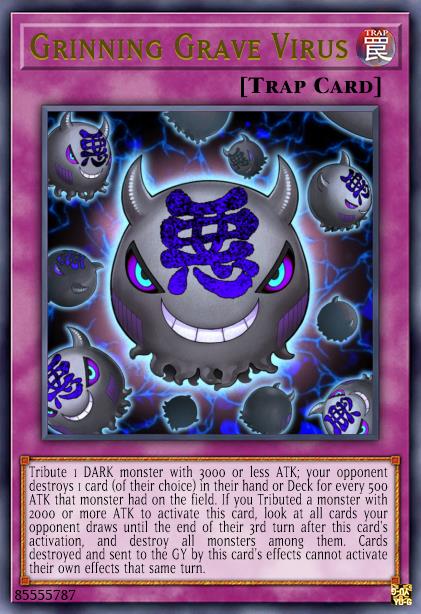 Grinning Grave Virus
TRAP
罠
[Trap Card]
悪
悪
Tribute 1 DARK monster with 3000 or less ATK; your opponent
destroys 1 card (of their choice) in their hand or Deck for every 500
ATK that monster had on the field. If you Tributed a monster with
2000 or more ATK to activate this card, look at all cards your
opponent draws until the end of their 3rd turn after this card's
activation, and destroy all monsters among them. Cards
destroyed and sent to the GY by this card's effects cannot activate
their own effects that same turn.
85555787